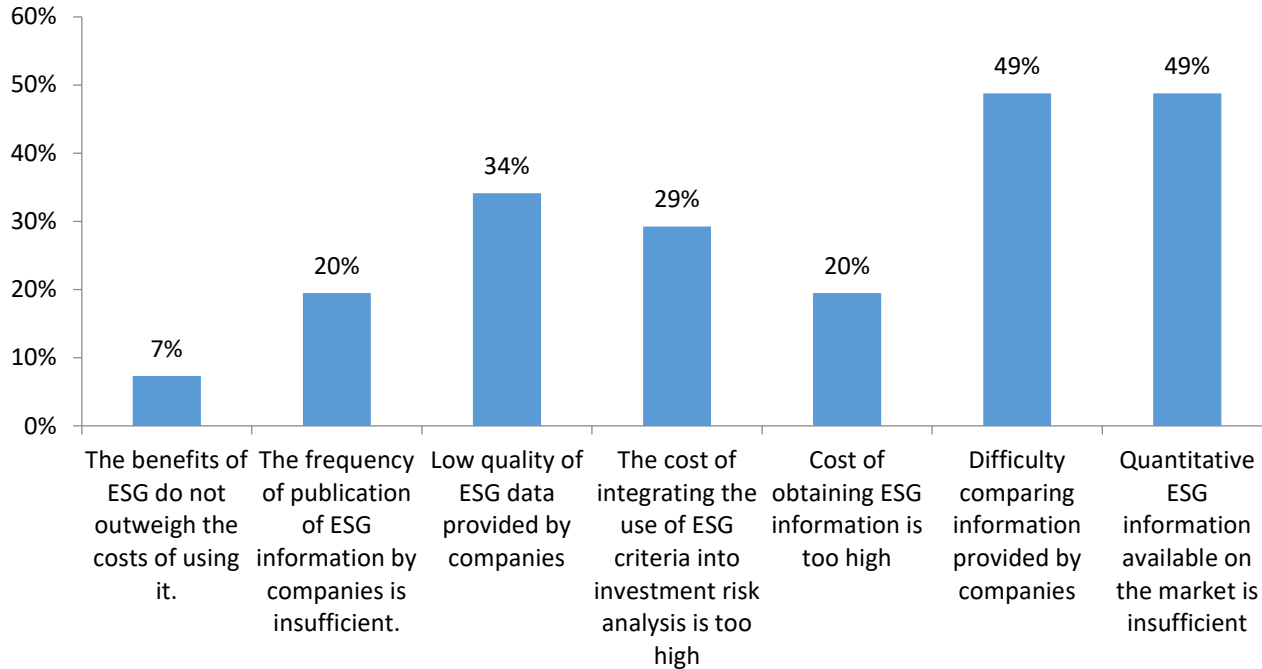 60%
50%
40%
30%
20%
10%
0%
7%
20%
34%
29%
20%
49%
49%
The benefits of
ESG do not
outweigh the
costs of using
it.
The frequency
of publication
of ESG
information by
companies is
insufficient.
Low quality of
ESG data
provided by
companies
The cost of
integrating the
use of ESG
criteria into
investment risk
analysis is too
high
Cost of
obtaining ESG
information is
too high
Difficulty
comparing
information
provided by
companies
Quantitative
ESG
information
available on
the market is
insufficient